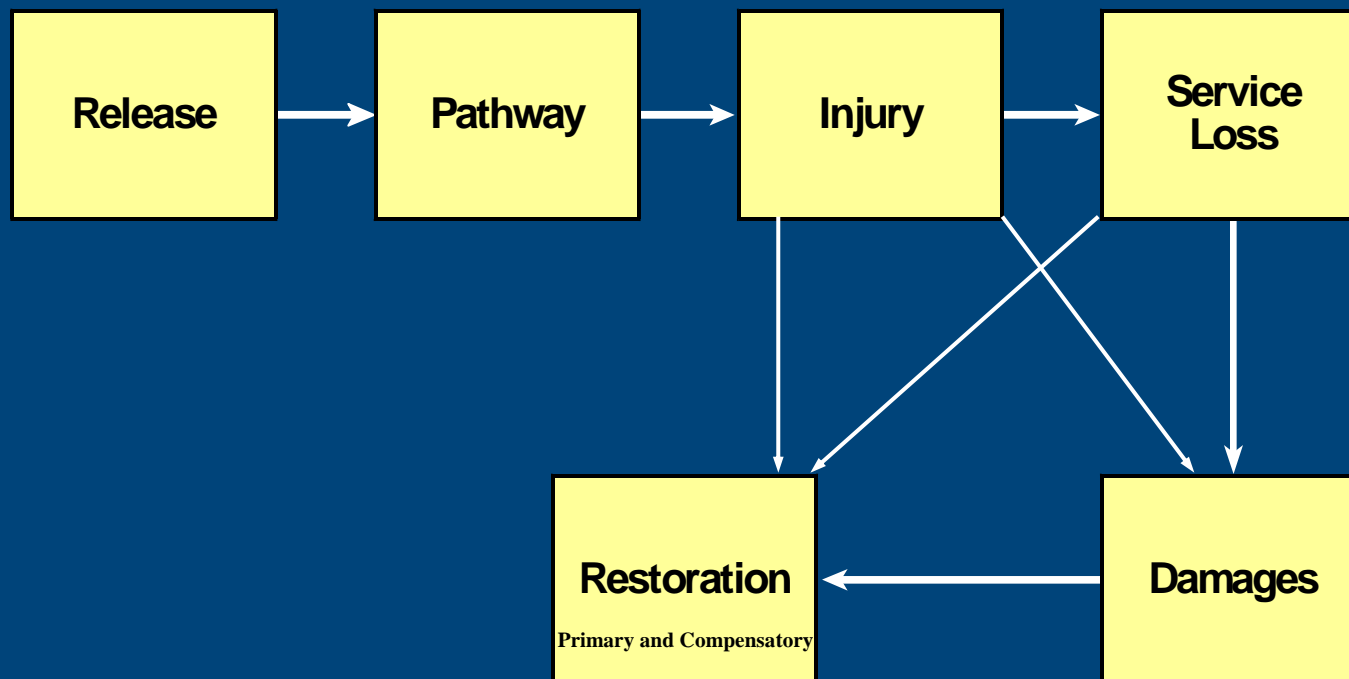 Release
Pathway
Injury
Service
Loss
Restoration
Primary and Compensatory
Damages